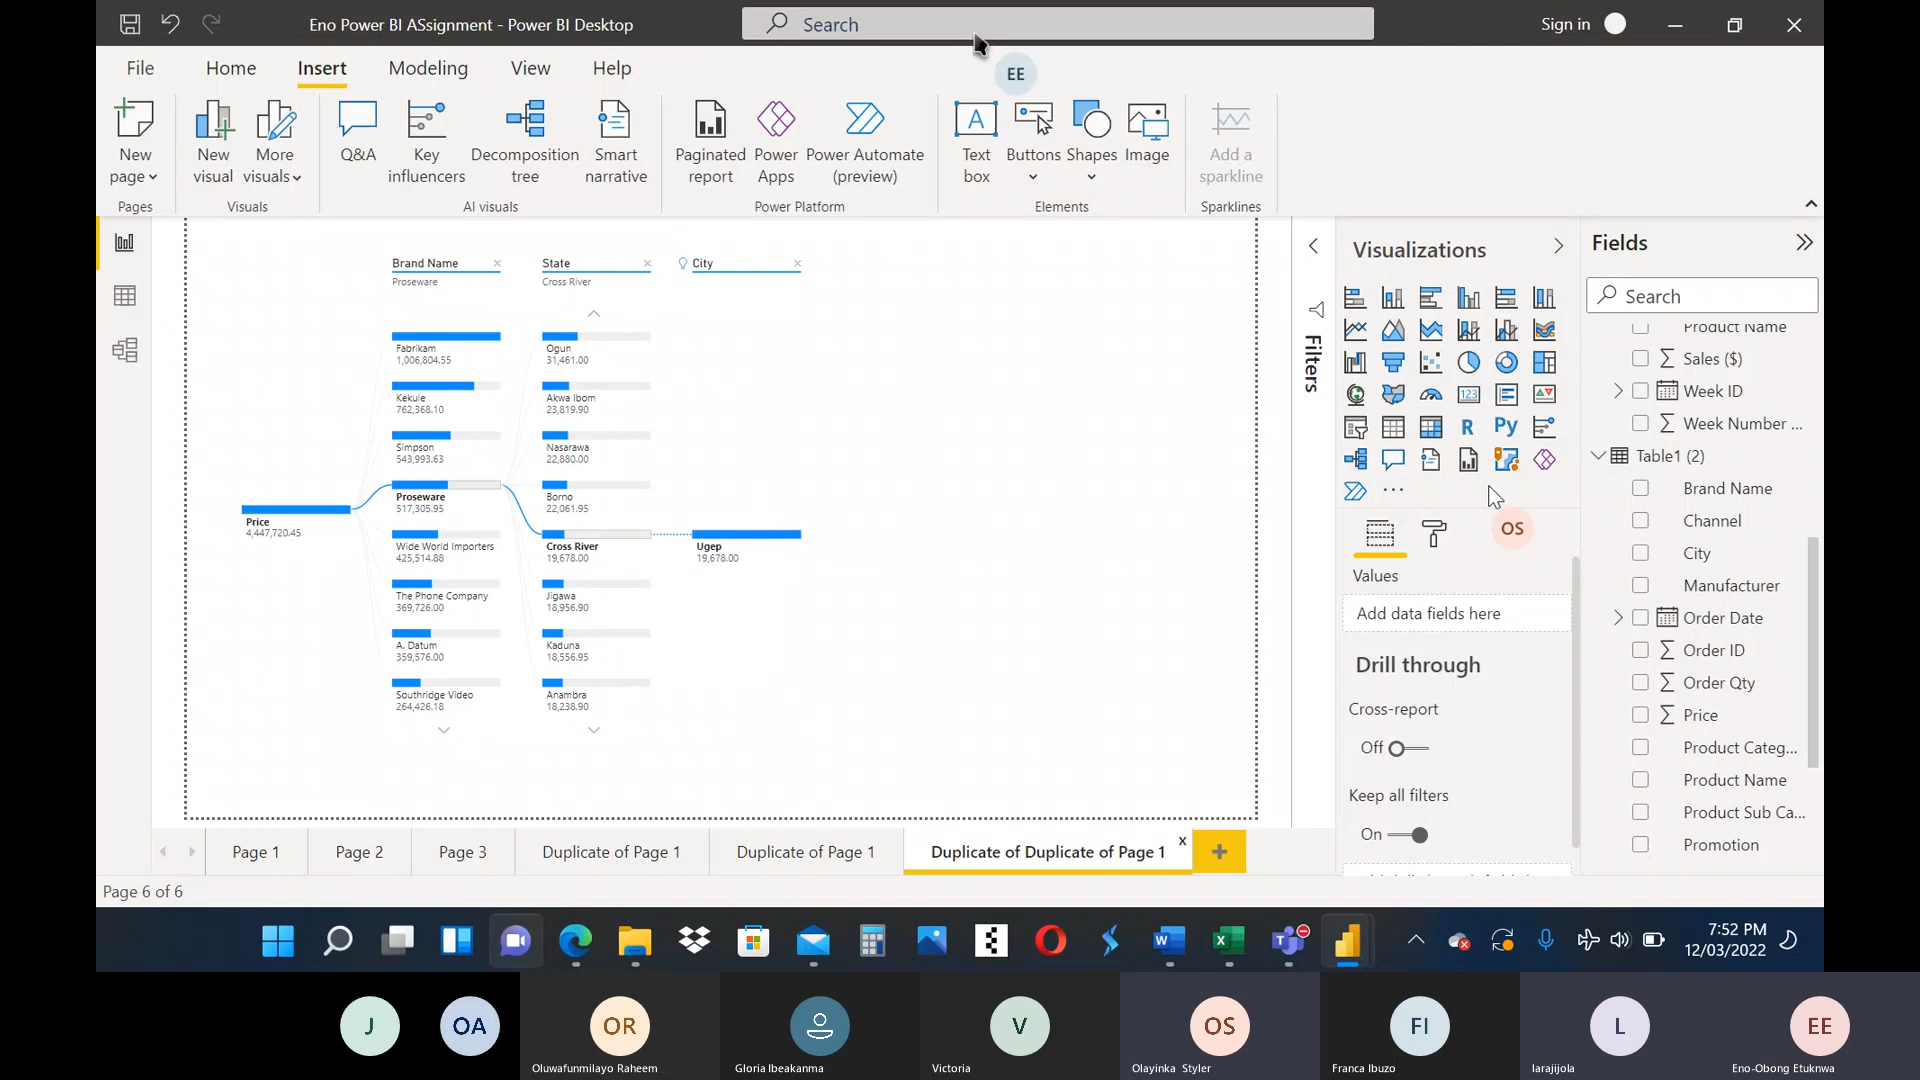 Eno Power BI ASsignment - Power BI Desktop
Search
Sign in
File
Home
Insert
Modeling
View
Help
EE
New
page
New
visual
More
visuals
Q&A
Key
influencers
Decomposition
tree
Smart
narrative
Paginated
report
Power
Apps
Power Automate
(preview)
A
Text
box
Buttons
Shapes
Image
Add a
sparkline
Pages
Visuals
AI visuals
Power Platform
Elements
Sparklines
Brand Name
Proseware
State
Cross River
City
Price
4,447,720.45
Fabrikam
1,006,804.55
Kekule
762,368.10
Simpson
543,993.63
Proseware
517,305.95
Wide World Importers
425,514.88
The Phone Company
369,726.00
A. Datum
359,576.00
Southridge Video
264,426.18
Ogun
31,461.00
Akwa Ibom
23,819.90
Nasarawa
22,880.00
Borno
22,061.95
Cross River
19,678.00
Jigawa
18,956.90
Kaduna
18,556.95
Anambra
18,238.90
Ugep
19,678.00
Filters
Visualizations
123
R
Py
OS
Values
Add data fields here
Drill through
Cross-report
Off
Keep all filters
On
Fields
Search
Product Name
Sales ($)
Week ID
Week Number ...
Table1 (2)
Brand Name
Channel
City
Manufacturer
Order Date
Order ID
Order Qty
Price
Product Categ...
Product Name
Product Sub Ca...
Promotion
Page 1
Page 2
Page 3
Duplicate of Page 1
Duplicate of Page 1
Duplicate of Duplicate of Page 1
Page 6 of 6
7:52 PM
12/03/2022
J
OA
OR
V
OS
FI
L
EE
Oluwafunmilayo Raheem
Gloria Ibeakanma
Victoria
Olayinka Styler
Franca Ibuzo
larajijola
Eno-Obong Etuknwa